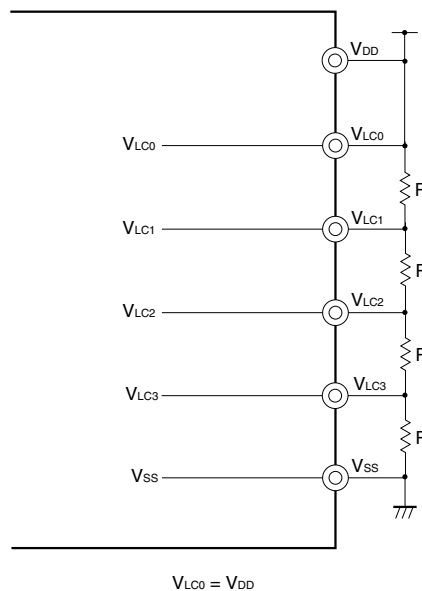 VDD
VLC0 VLC0
R
VLC1 VLC1
R
VLC2 VLC2
R
VLC3 VLC3
R
VSS VSS
VLC0 = VDD